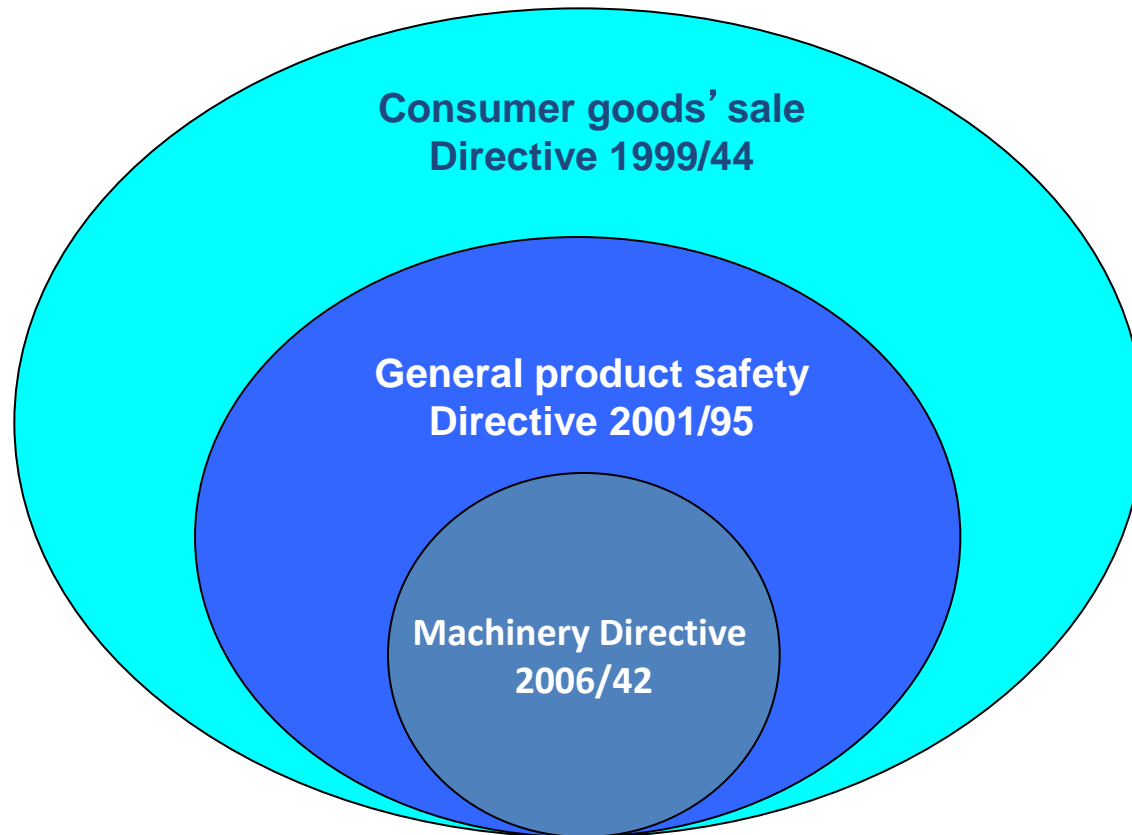 Consumer goods’ sale
Directive 1999/44
General product safety
Directive 2001/95
Machinery Directive
2006/42